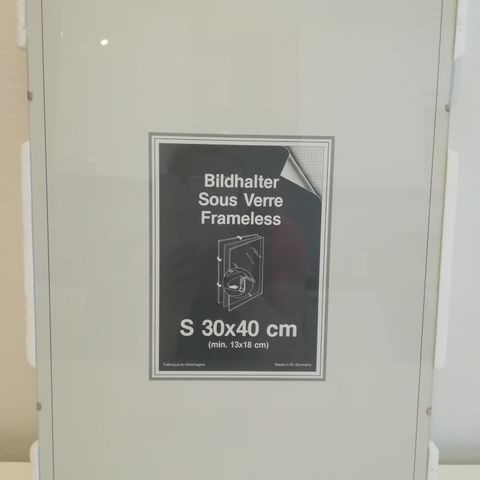 Bildhalter
Sous Verre
Frameless
S 30x40 cm
(min. 13x18 cm)
Fabriqué en Allemagne
Made in W. Germany